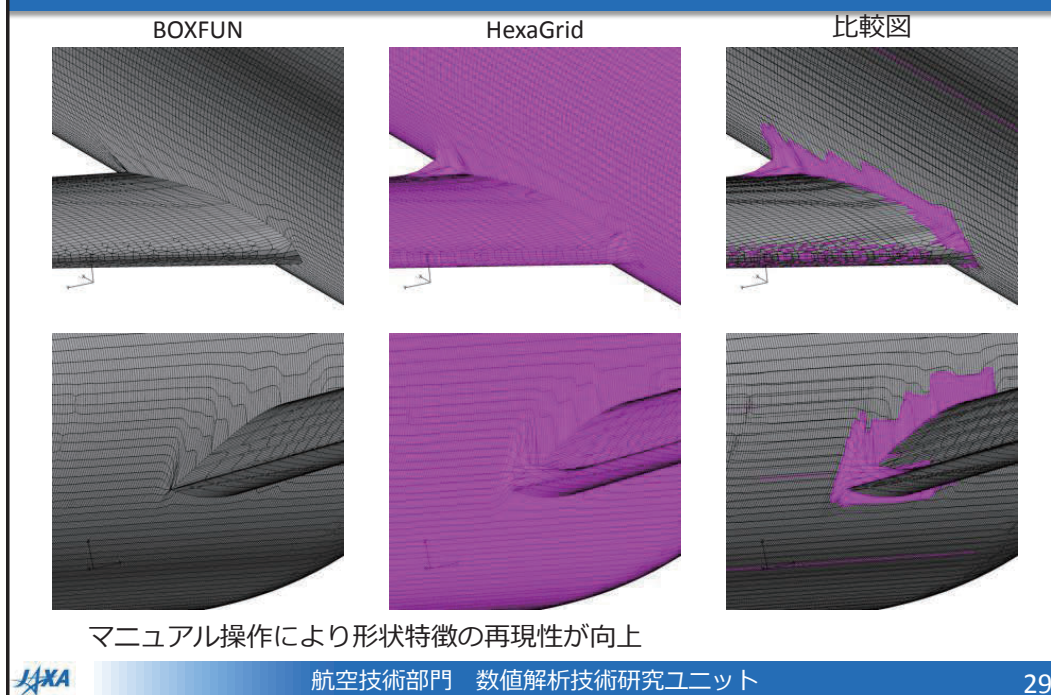 BOXFUN
HexaGrid
比較図
マニュアル操作により形状特徴の再現性が向上
JAXA
航空技術部門 数値解析技術研究ユニット
29